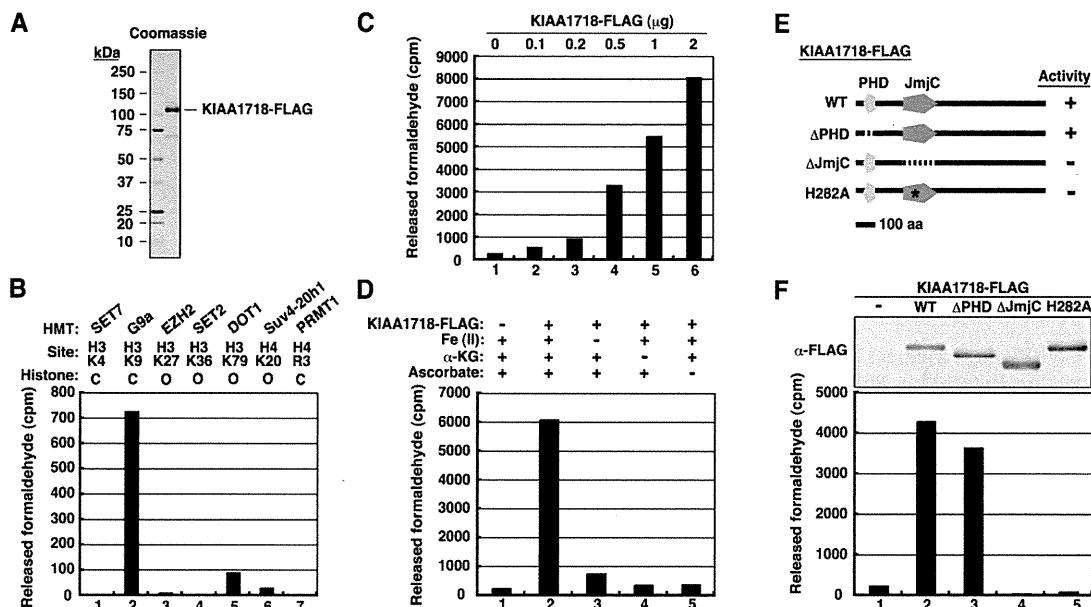 A
Coomassie
kDa
250
150
100
75
50
37
25
20
10
KIAA1718-FLAG
B
HMT: SET7 G9a EZH2 SET2 DOT1 Suv4-20h1 PRMT1
Site: H3 K4 H3 K9 H3 K27 H3 K36 H3 K79 H4 K20 H4 R3
Histone: C C O O O O C
Released formaldehyde (cpm)
800
700
600
500
400
300
200
100
0
1 2 3 4 5 6 7
C
KIAA1718-FLAG (μg)
0 0.1 0.2 0.5 1 2
Released formaldehyde (cpm)
9000
8000
7000
6000
5000
4000
3000
2000
1000
0
1 2 3 4 5 6
D
KIAA1718-FLAG: - + + + +
Fe (II) : + + - + +
α-KG: + + + - +
Ascorbate: + + + + -
Released formaldehyde (cpm)
7000
6000
5000
4000
3000
2000
1000
0
1 2 3 4 5
E
KIAA1718-FLAG
PHD JmjC Activity
WT +
ΔPHD +
ΔJmjC -
H282A * -
100 aa
F
KIAA1718-FLAG
- WT ΔPHD ΔJmjC H282A
α-FLAG
Released formaldehyde (cpm)
5000
4000
3000
2000
1000
0
1 2 3 4 5